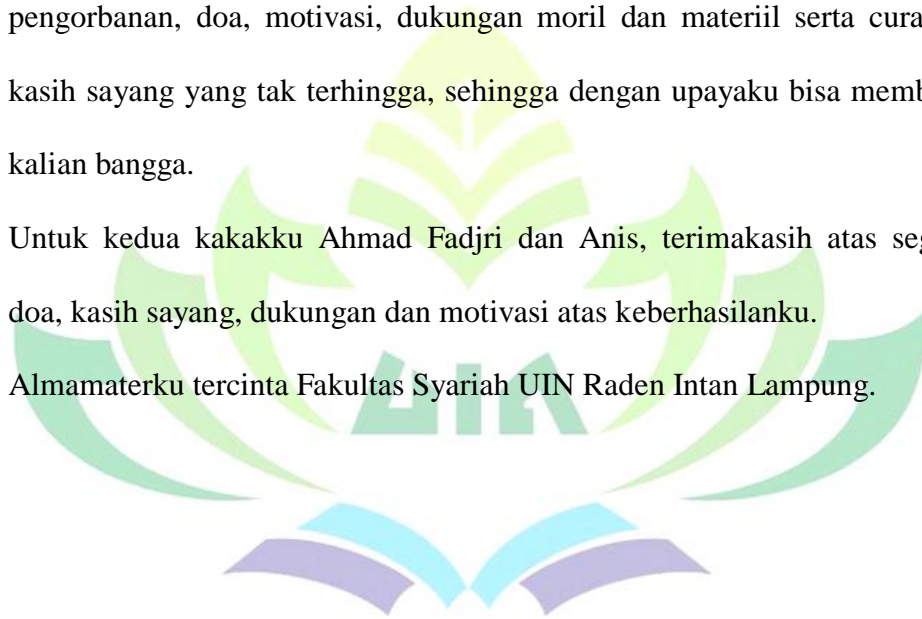 pengorbanan, doa, motivasi, dukungan moril dan materiil serta cura
kasih sayang yang tak terhingga, sehingga dengan upayaku bisa memb
kalian bangga.
Untuk kedua kakakku Ahmad Fadjri dan Anis, terimakasih atas seg
doa, kasih sayang, dukungan dan motivasi atas keberhasilanku.
Almamaterku tercinta Fakultas Syariah UIN Raden Intan Lampung.
UIN